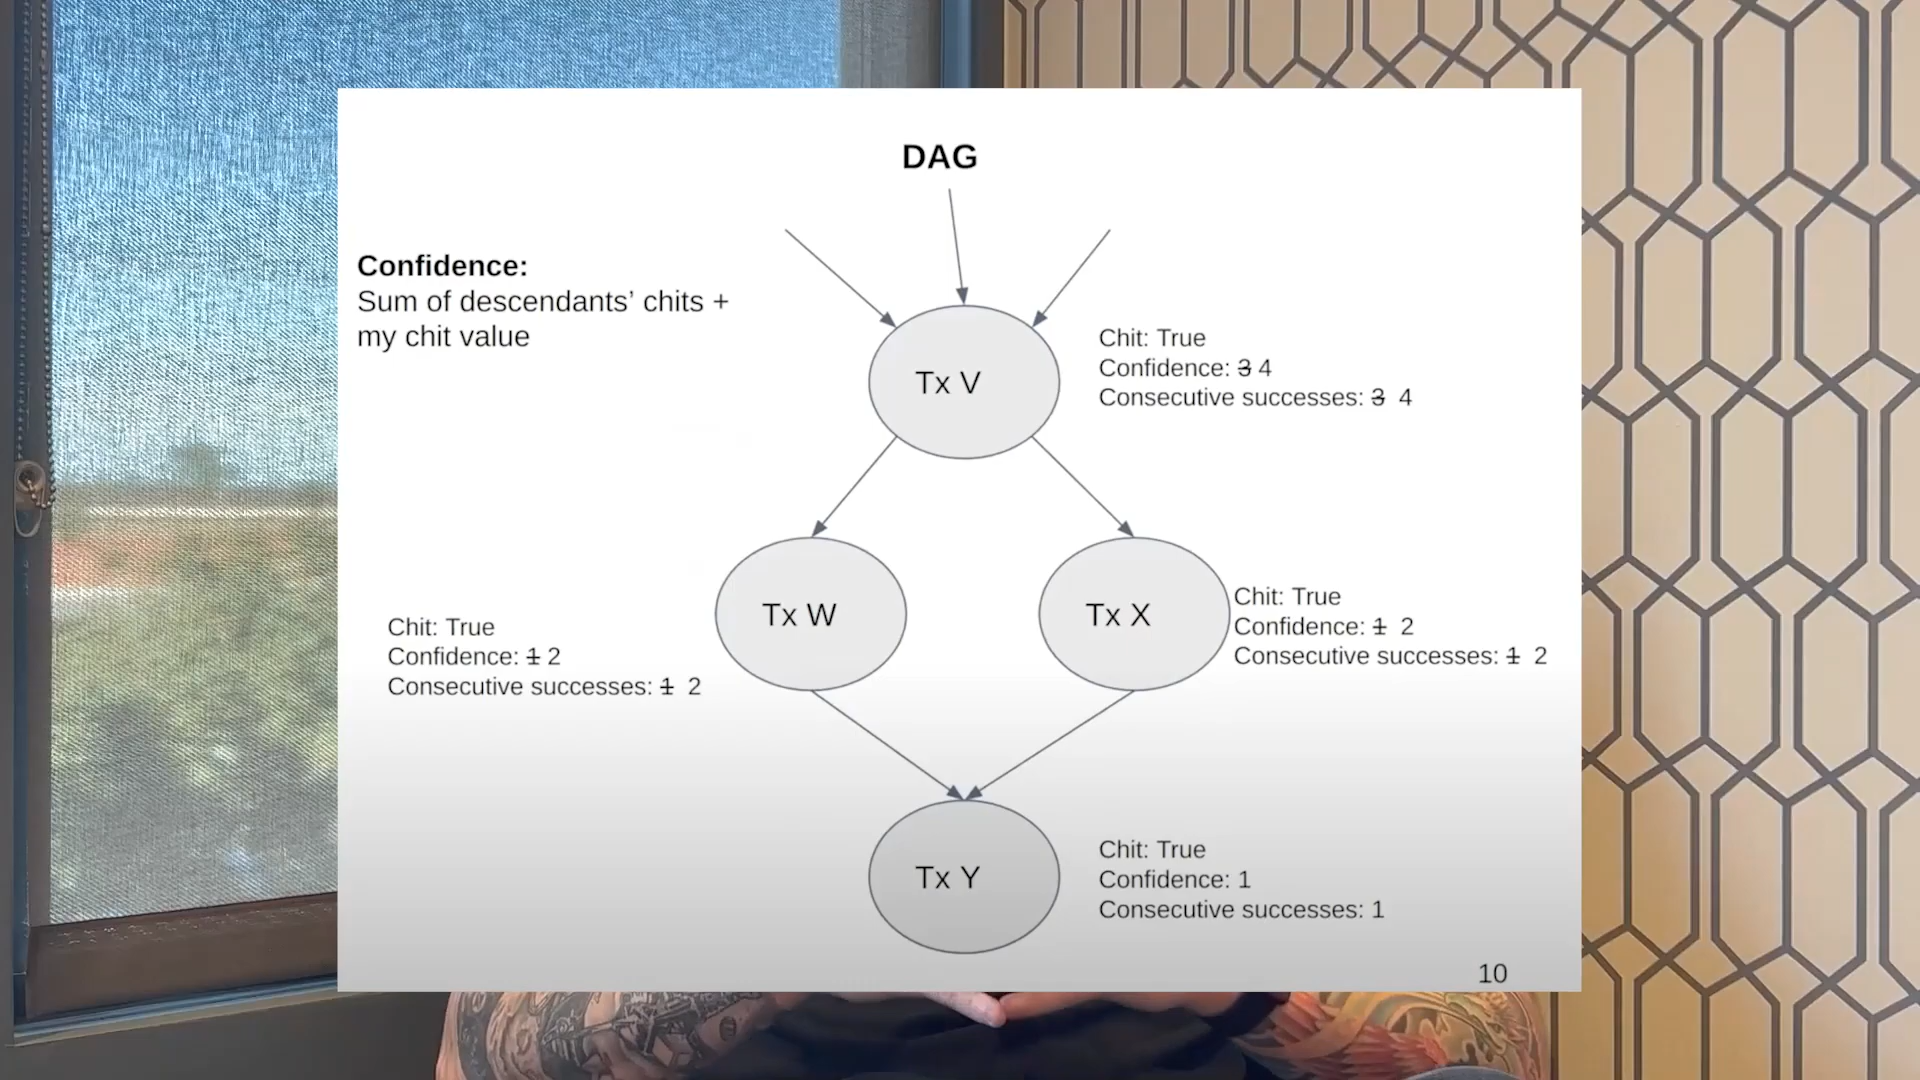 DAG
Confidence:
Sum of descendants’ chits +
my chit value
Tx V
Chit: True
Confidence: 3 4
Consecutive successes: 3 4
Tx W
Chit: True
Confidence: 1 2
Consecutive successes: 1 2
Tx X
Chit: True
Confidence: 1 2
Consecutive successes: 1 2
Tx Y
Chit: True
Confidence: 1
Consecutive successes: 1
10